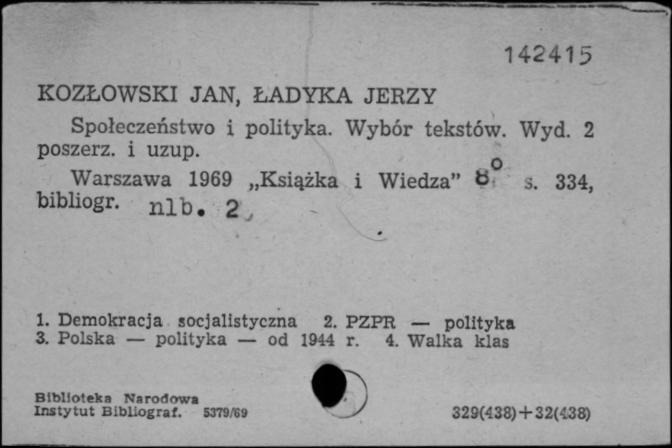 142415
KOZŁOWSKI JAN, ŁADYKA JERZY
Społeczeństwo i polityka. Wybór tekstów. Wyd. 2
poszerz. i uzup.
Warszawa 1969 „Książka i Wiedza” 8° s. 334,
bibliogr. nlb. 2,
1. Demokracja socjalistyczna 2. PZPR — polityka
3. Polska — polityka — od 1944 r. 4. Walka klas
Biblioteka Narodowa
Instytut Bibliograf. 5379/69 329(438)+32(438)